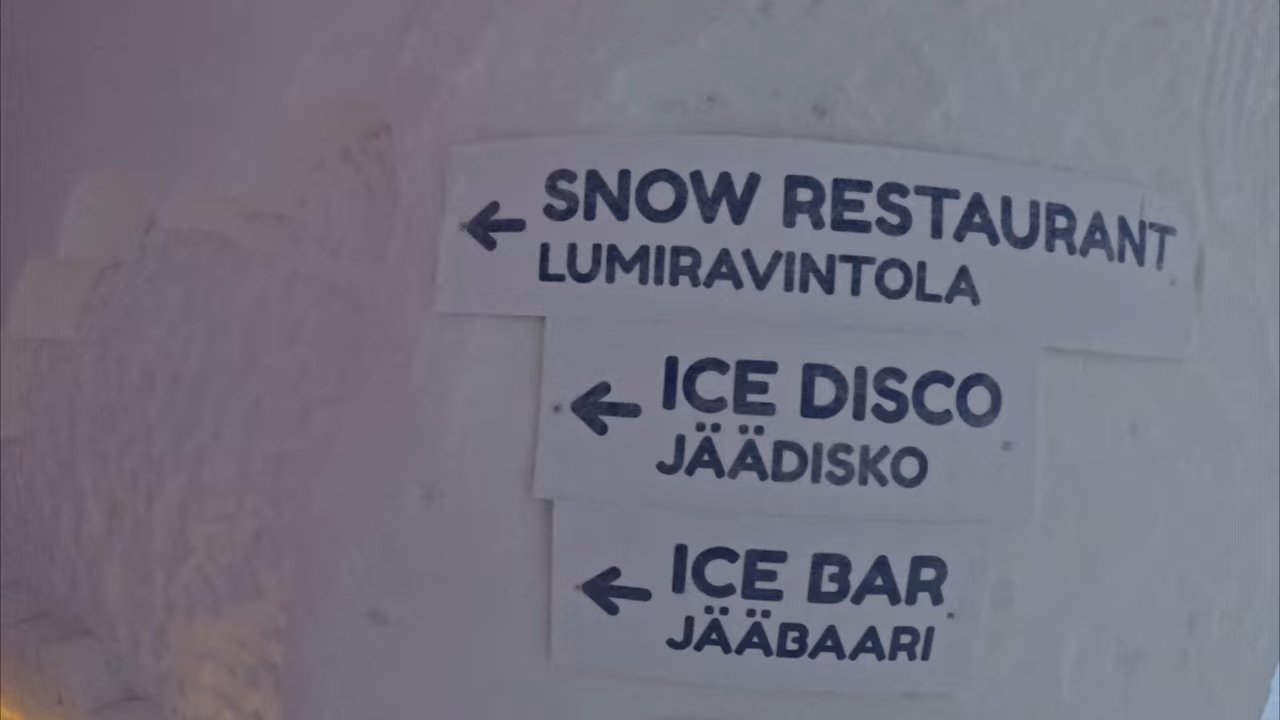 ← SNOW RESTAURANT
LUMIRAVINTOLA
← ICE DISCO
JÄÄDISKO
← ICE BAR
JÄÄBAARI